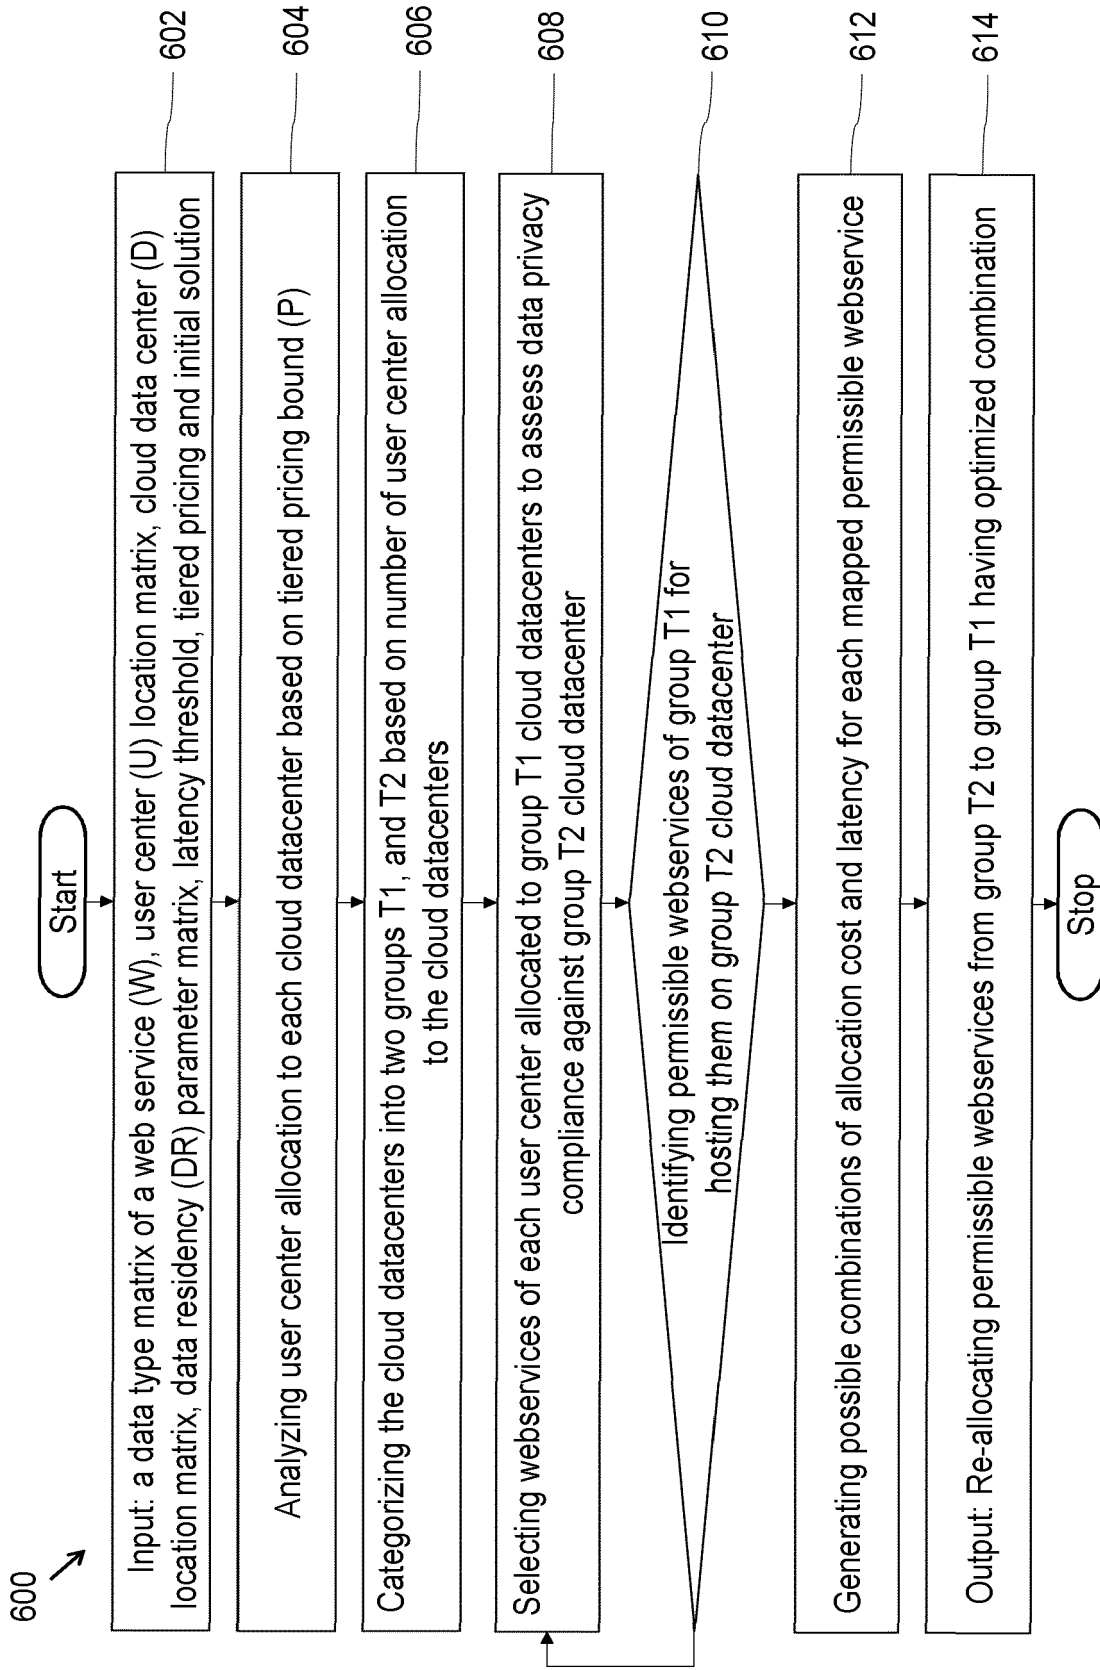 600
Start
Input: a data type matrix of a web service (W), user center (U) location matrix, cloud data center (D)
location matrix, data residency (DR) parameter matrix, latency threshold, tiered pricing and initial solution
602
Analyzing user center allocation to each cloud datacenter based on tiered pricing bound (P)
604
Categorizing the cloud datacenters into two groups T1, and T2 based on number of user center allocation
to the cloud datacenters
606
Selecting webservices of each user center allocated to group T1 cloud datacenters to assess data privacy
compliance against group T2 cloud datacenter
608
Identifying permissible webservices of group T1 for
hosting them on group T2 cloud datacenter
610
Generating possible combinations of allocation cost and latency for each mapped permissible webservice
612
Output: Re-allocating permissible webservices from group T2 to group T1 having optimized combination
614
Stop